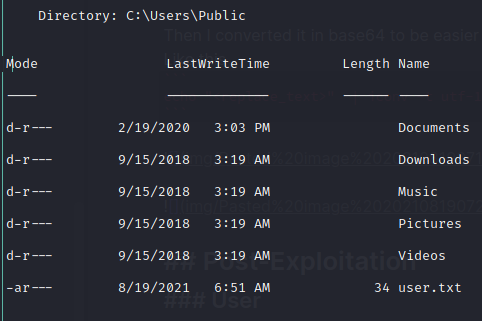 Directory: C:\Users\Public
Then I converted it in base64 to be easier
Mode LastWriteTime Length Name
---- ------------- ------ ----
d-r--- 2/19/2020 3:03 PM Documents
d-r--- 9/15/2018 3:19 AM Downloads
d-r--- 9/15/2018 3:19 AM Music
d-r--- 9/15/2018 3:19 AM Pictures
d-r--- 9/15/2018 3:19 AM Videos
## Post-Exploitation
-ar--- 8/19/2021 6:51 AM 34 user.txt
### User